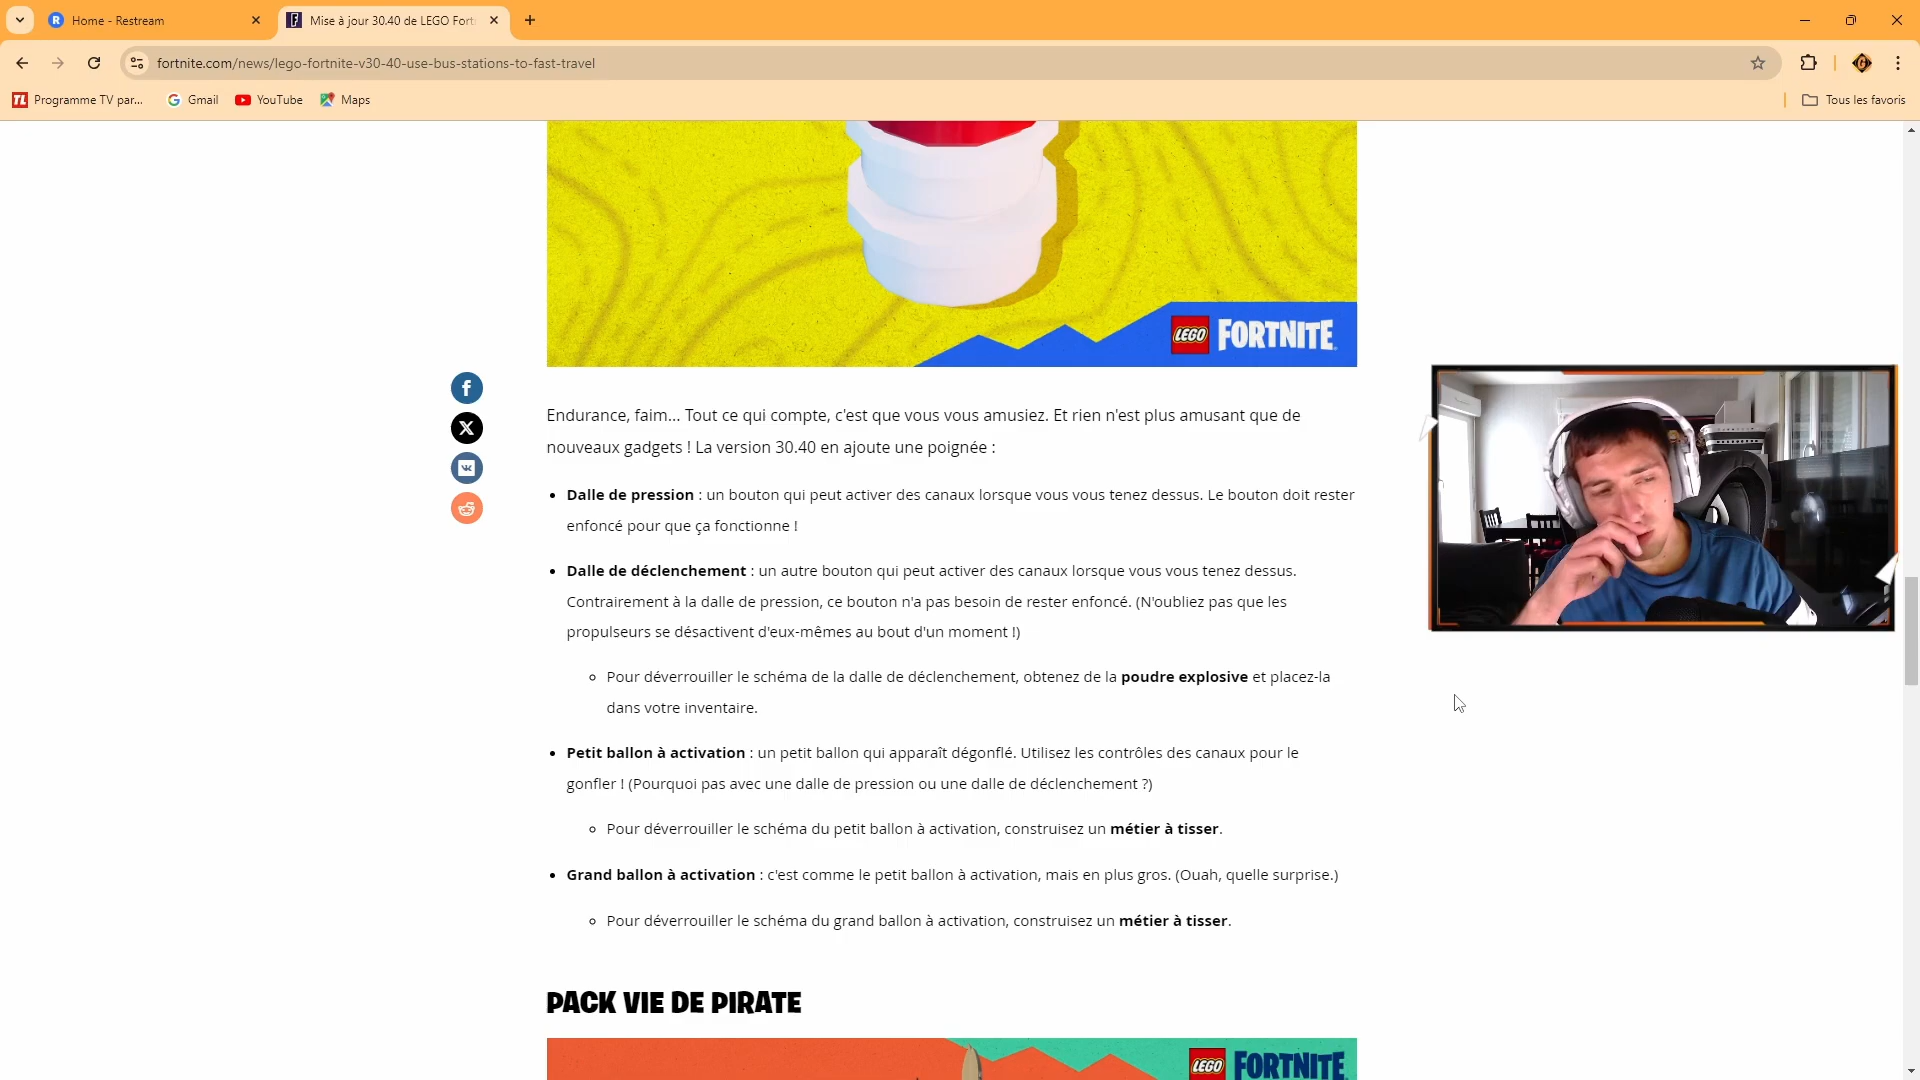 Home - Restream
Mise à jour 30.40 de LEGO Fort
fortnite.com/news/lego-fortnite-v30-40-use-bus-stations-to-fast-travel
Programme TV par...
Gmail
YouTube
Maps
Tous les favoris
LEGO FORTNITE
Endurance, faim... Tout ce qui compte, c'est que vous vous amusiez. Et rien n'est plus amusant que de
nouveaux gadgets ! La version 30.40 en ajoute une poignée :
Dalle de pression : un bouton qui peut activer des canaux lorsque vous vous tenez dessus. Le bouton doit rester
enfoncé pour que ça fonctionne !
Dalle de déclenchement : un autre bouton qui peut activer des canaux lorsque vous vous tenez dessus.
Contrairement à la dalle de pression, ce bouton n'a pas besoin de rester enfoncé. (N'oubliez pas que les
propulseurs se désactivent d'eux-mêmes au bout d'un moment !)
Pour déverrouiller le schéma de la dalle de déclenchement, obtenez de la poudre explosive et placez-la
dans votre inventaire.
Petit ballon à activation : un petit ballon qui apparaît dégonflé. Utilisez les contrôles des canaux pour le
gonfler ! (Pourquoi pas avec une dalle de pression ou une dalle de déclenchement ?)
Pour déverrouiller le schéma du petit ballon à activation, construisez un métier à tisser.
Grand ballon à activation : c'est comme le petit ballon à activation, mais en plus gros. (Ouah, quelle surprise.)
Pour déverrouiller le schéma du grand ballon à activation, construisez un métier à tisser.
PACK VIE DE PIRATE
LEGO FORTNITE